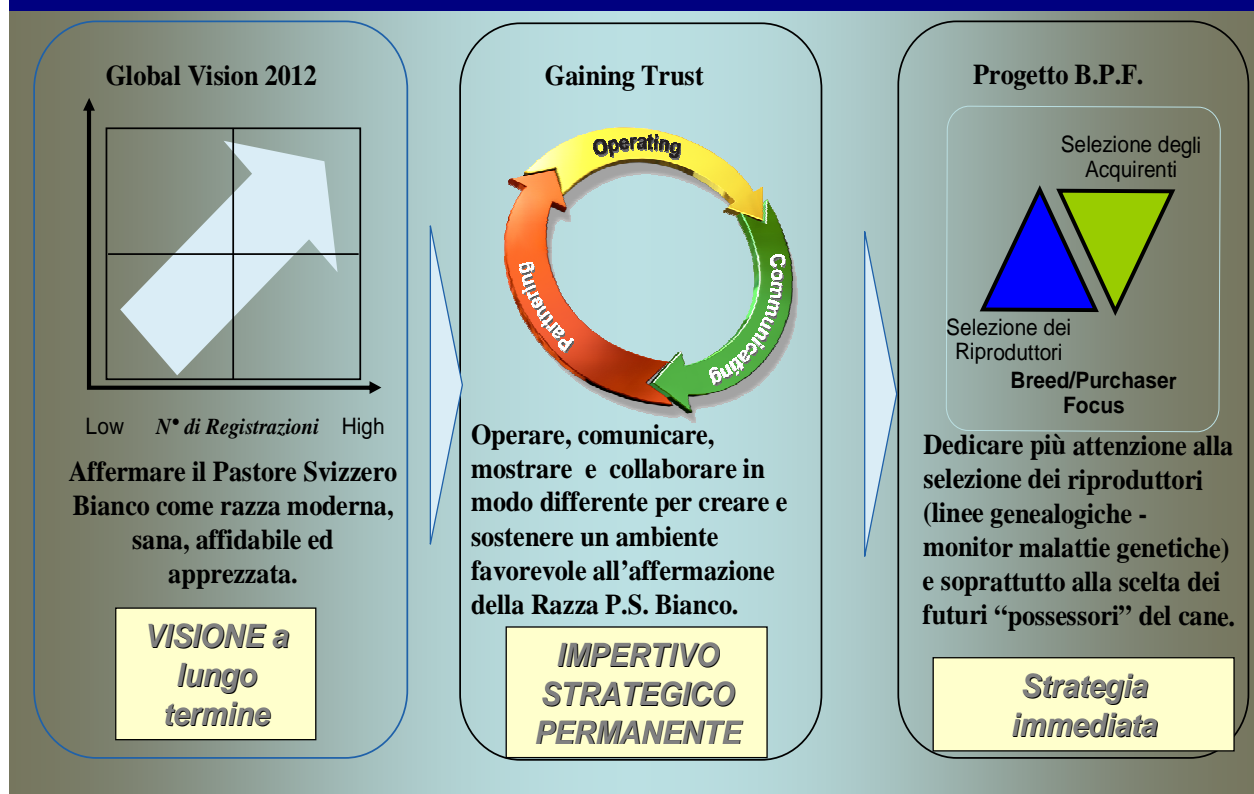 Global Vision 2012
Low
N° di Registrazioni
High
Affermare il Pastore Svizzero
Bianco come razza moderna,
sana, affidabile ed
apprezzata.
VISIONE a
lungo
termine
Gaining Trust
Operating
Communicating
Partnering
Operare, comunicare,
mostrare e collaborare in
modo differente per creare e
sostenere un ambiente
favorevole all’affermazione
della Razza P.S. Bianco.
IMPERTIVO
STRATEGICO
PERMANENTE
Progetto B.P.F.
Selezione degli
Acquirenti
Selezione dei
Riproduttori
Breed/Purchaser
Focus
Dedicare più attenzione alla
selezione dei riproduttori
(linee genealogiche -
monitor malattie genetiche)
e soprattutto alla scelta dei
futuri “possessori” del cane.
Strategia
immediata